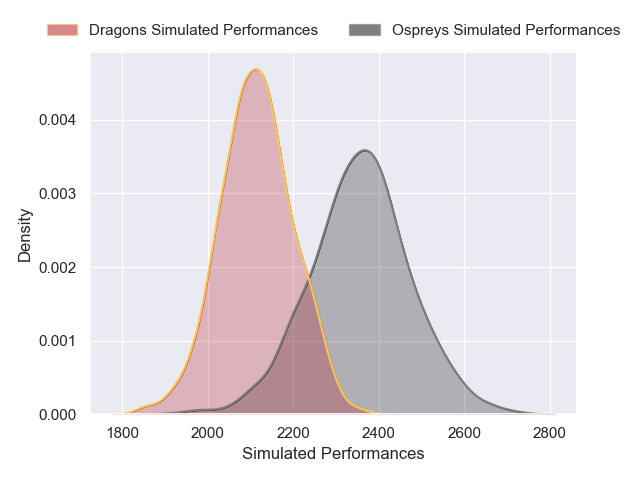 Dragons Simulated Performances
Ospreys Simulated Performances
0.004
0.003
0.002
0.001
0.000
Density
1800 2000 2200 2400 2600 2800
Simulated Performances